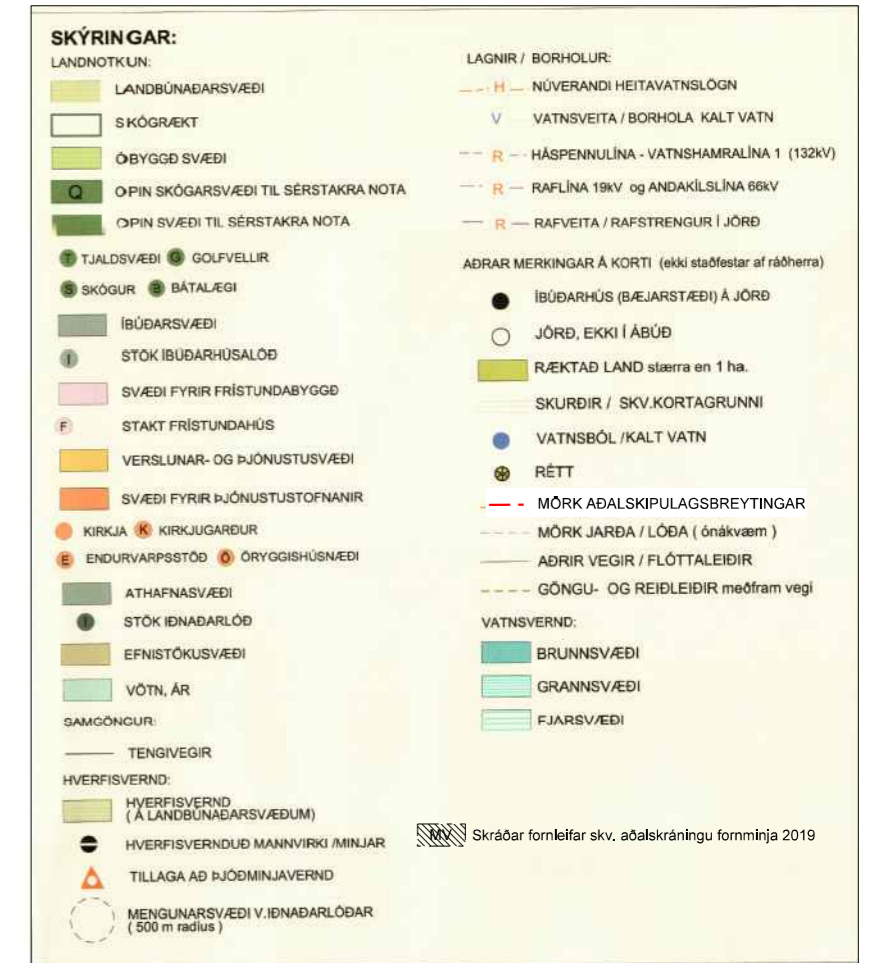 SKÝRINGAR:
LANDNOTKUN:
LANDBÚNAÐARSVÆÐI
SKÓGRÆKT
ÓBYGGÐ SVÆÐI
Q OPIN SKÓGARSVÆÐI TIL SÉRSTAKRA NOTA
OPIN SVÆÐI TIL SÉRSTAKRA NOTA
T TJALDSVÆÐI G GOLFVELLIR
S SKÓGUR B BÁTALÆGI
ÍBÚÐARSVÆÐI
I STÖK ÍBÚÐARHÚSALÓÐ
SVÆÐI FYRIR FRÍSTUNDABYGGÐ
F STAKT FRÍSTUNDAHÚS
VERSLUNAR- OG ÞJÓNUSTUSVÆÐI
SVÆÐI FYRIR ÞJÓNUSTUSTOFNANIR
KIRKJA K KIRKJUGARÐUR
E ENDURVARPSSTÖÐ Ö ÖRYGGISHÚSNÆÐI
ATHAFNASVÆÐI
I STÖK IÐNAÐARLÓÐ
EFNISTÖKUSVÆÐI
VÖTN, ÁR
SAMGÖNGUR:
TENGIVEGIR
HVERFISVERND:
HVERFISVERND
( Á LANDBÚNAÐARSVÆÐUM)
HVERFISVERNDUÐ MANNVIRKI /MINJAR
TILLAGA AÐ ÞJÓÐMINJAVERND
MENGUNARSVÆÐI V.IÐNAÐARLÓÐAR
( 500 m radius )
LAGNIR / BORHOLUR:
H NÚVERANDI HEITAVATNSLÖGN
V VATNSVEITA / BORHOLA KALT VATN
R HÁSPENNULÍNA - VATNSHAMRALÍNA 1 (132kV)
R RAFLÍNA 19kV og ANDAKÍLSLÍNA 66kV
R RAFVEITA / RAFSTRENGUR Í JÖRÐ
AÐRAR MERKINGAR Á KORTI (ekki staðfestar af ráðherra)
ÍBÚÐARHÚS (BÆJARSTÆÐI) Á JÖRÐ
JÖRÐ, EKKI Í ÁBÚÐ
RÆKTAÐ LAND stærra en 1 ha.
SKURÐIR / SKV.KORTAGRUNNI
VATNSBÓL /KALT VATN
RÉTT
MÖRK AÐALSKIPULAGSBREYTINGAR
MÖRK JARÐA / LÓÐA ( ónákvæm )
AÐRIR VEGIR / FLÓTTALEIÐIR
GÖNGU- OG REIÐLEIÐIR meðfram vegi
VATNSVERND:
BRUNNSVÆÐI
GRANNSVÆÐI
FJARSVÆÐI
MV Skráðar fornleifar skv. aðalskráningu fornminja 2019